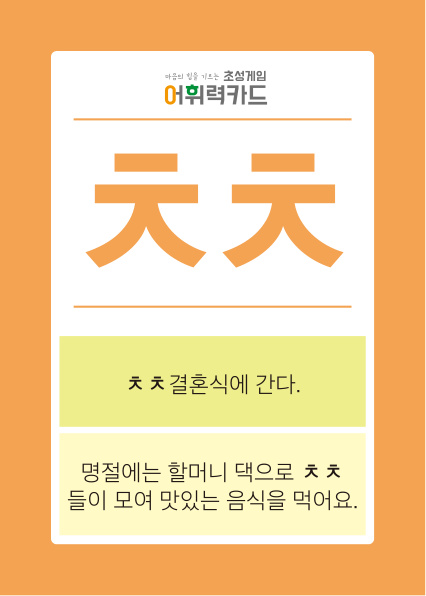 마음의 힘을 기르는 초성게임
어휘력카드
ㅊㅊ
ㅊㅊ결혼식에 간다.
명절에는 할머니 댁으로 ㅊㅊ
들이 모여 맛있는 음식을 먹어요.